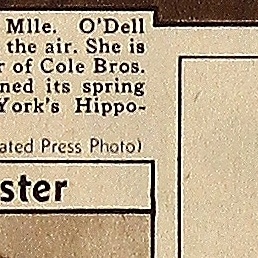 Mlle. O'Dell
the air. She is
r of Cole Bros.
ned its spring
York's Hippo-
ated Press Photo)
ster